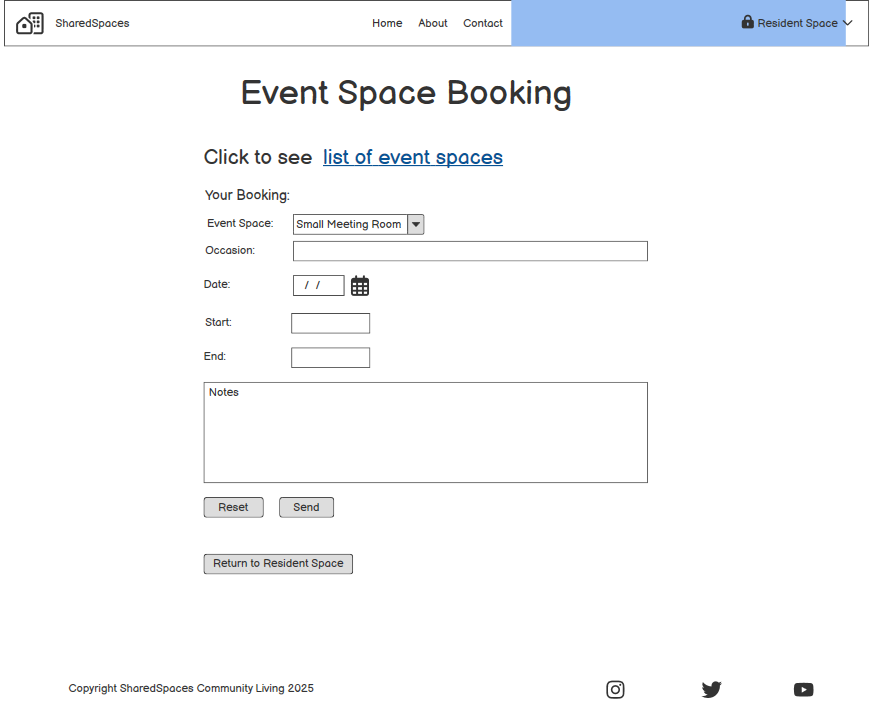 SharedSpaces Home About Contact Resident Space
Event Space Booking
Click to see list of event spaces
Your Booking:
Event Space: Small Meeting Room
Occasion:
Date: / /
Start:
End:
Notes
Reset Send
Return to Resident Space
Copyright SharedSpaces Community Living 2025